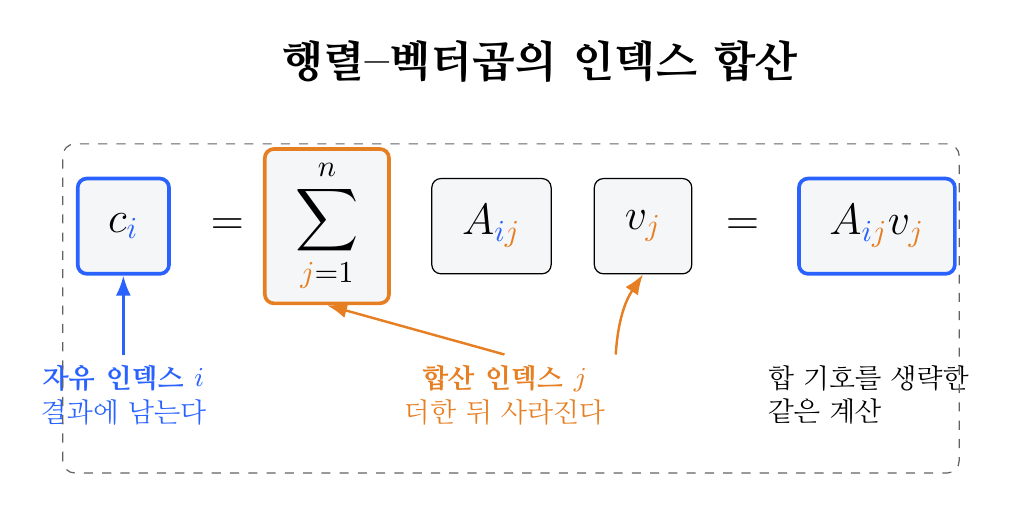 행렬–벡터곱의 인덱스 합산
c_i = \sum_{j=1}^{n} A_{ij} v_j = A_{ij}v_j
자유 인덱스 i
결과에 남는다
합산 인덱스 j
더한 뒤 사라진다
합 기호를 생략한
같은 계산